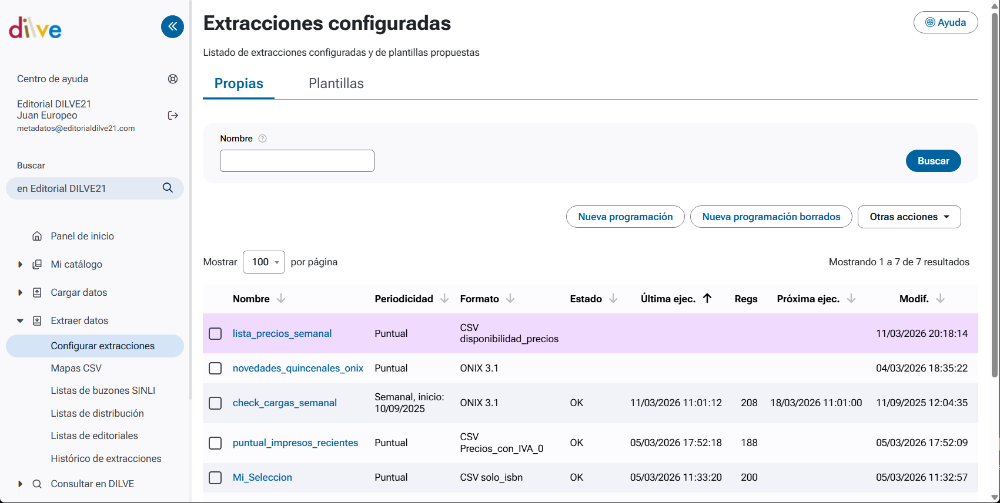 dilve
Centro de ayuda
Editorial DILVE21
Juan Europeo
metadatos@editorialdilve21.com
Buscar
en Editorial DILVE21
Panel de inicio
Mi catálogo
Cargar datos
Extraer datos
Configurar extracciones
Mapas CSV
Listas de buzones SINLI
Listas de distribución
Listas de editoriales
Histórico de extracciones
Consultar en DILVE
Extracciones configuradas
Ayuda
Listado de extracciones configuradas y de plantillas propuestas
Propias Plantillas
Nombre ?
Buscar
Nueva programación Nueva programación borrados Otras acciones
Mostrar 100 por página Mostrando 1 a 7 de 7 resultados
Nombre Periodicidad Formato Estado Última ejec. Regs Próxima ejec. Modif.
lista_precios_semanal Puntual CSV disponibilidad_precios 11/03/2026 20:18:14
novedades_quincenales_onix Puntual ONIX 3.1 04/03/2026 18:35:22
check_cargas_semanal Semanal, inicio: 10/09/2025 ONIX 3.1 OK 11/03/2026 11:01:12 208 18/03/2026 11:01:00 11/09/2025 12:04:35
puntual_impresos_recientes Puntual CSV Precios_con_IVA_0 OK 05/03/2026 17:52:18 188 05/03/2026 17:52:09
Mi_Seleccion Puntual CSV solo_isbn OK 05/03/2026 11:33:20 200 05/03/2026 11:32:57